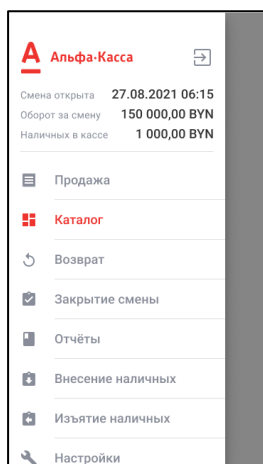 Альфа·Касса
Смена открыта 27.08.2021 06:15
Оборот за смену 150 000,00 BYN
Наличных в кассе 1 000,00 BYN
Продажа
Каталог
Возврат
Закрытие смены
Отчёты
Внесение наличных
Изъятие наличных
Настройки